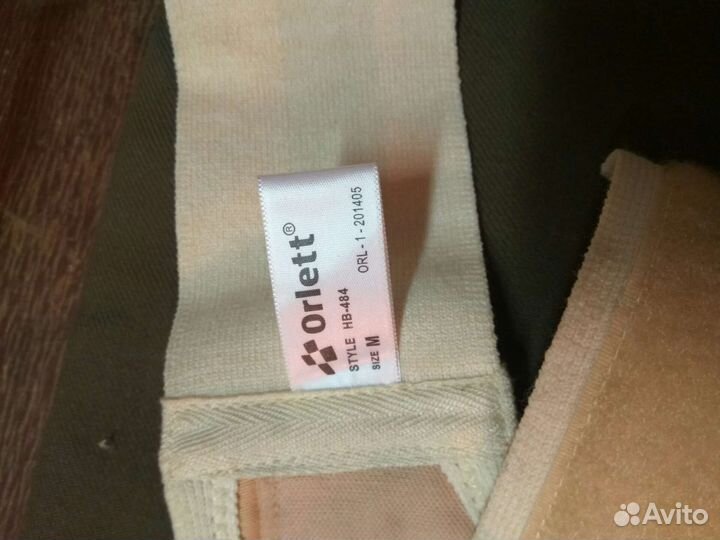 Orlett®
STYLE HB-484 ORL-1-201405
SIZE M
Avito